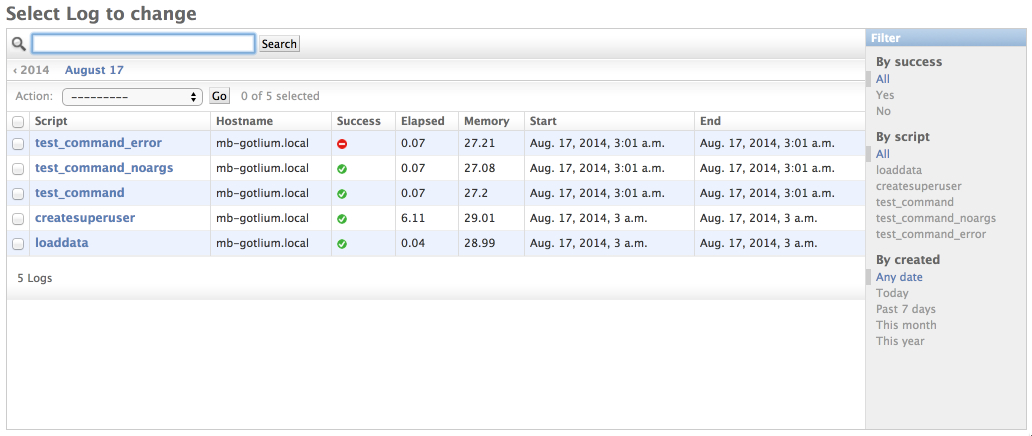 Select Log to change
Search
‹ 2014 August 17
Action: --------- Go 0 of 5 selected
Script Hostname Success Elapsed Memory Start End
test_command_error mb-gotlium.local 0.07 27.21 Aug. 17, 2014, 3:01 a.m. Aug. 17, 2014, 3:01 a.m.
test_command_noargs mb-gotlium.local 0.07 27.08 Aug. 17, 2014, 3:01 a.m. Aug. 17, 2014, 3:01 a.m.
test_command mb-gotlium.local 0.07 27.2 Aug. 17, 2014, 3:01 a.m. Aug. 17, 2014, 3:01 a.m.
createsuperuser mb-gotlium.local 6.11 29.01 Aug. 17, 2014, 3 a.m. Aug. 17, 2014, 3 a.m.
loaddata mb-gotlium.local 0.04 28.99 Aug. 17, 2014, 3 a.m. Aug. 17, 2014, 3 a.m.
5 Logs
Filter
By success
All
Yes
No
By script
All
loaddata
createsuperuser
test_command
test_command_noargs
test_command_error
By created
Any date
Today
Past 7 days
This month
This year